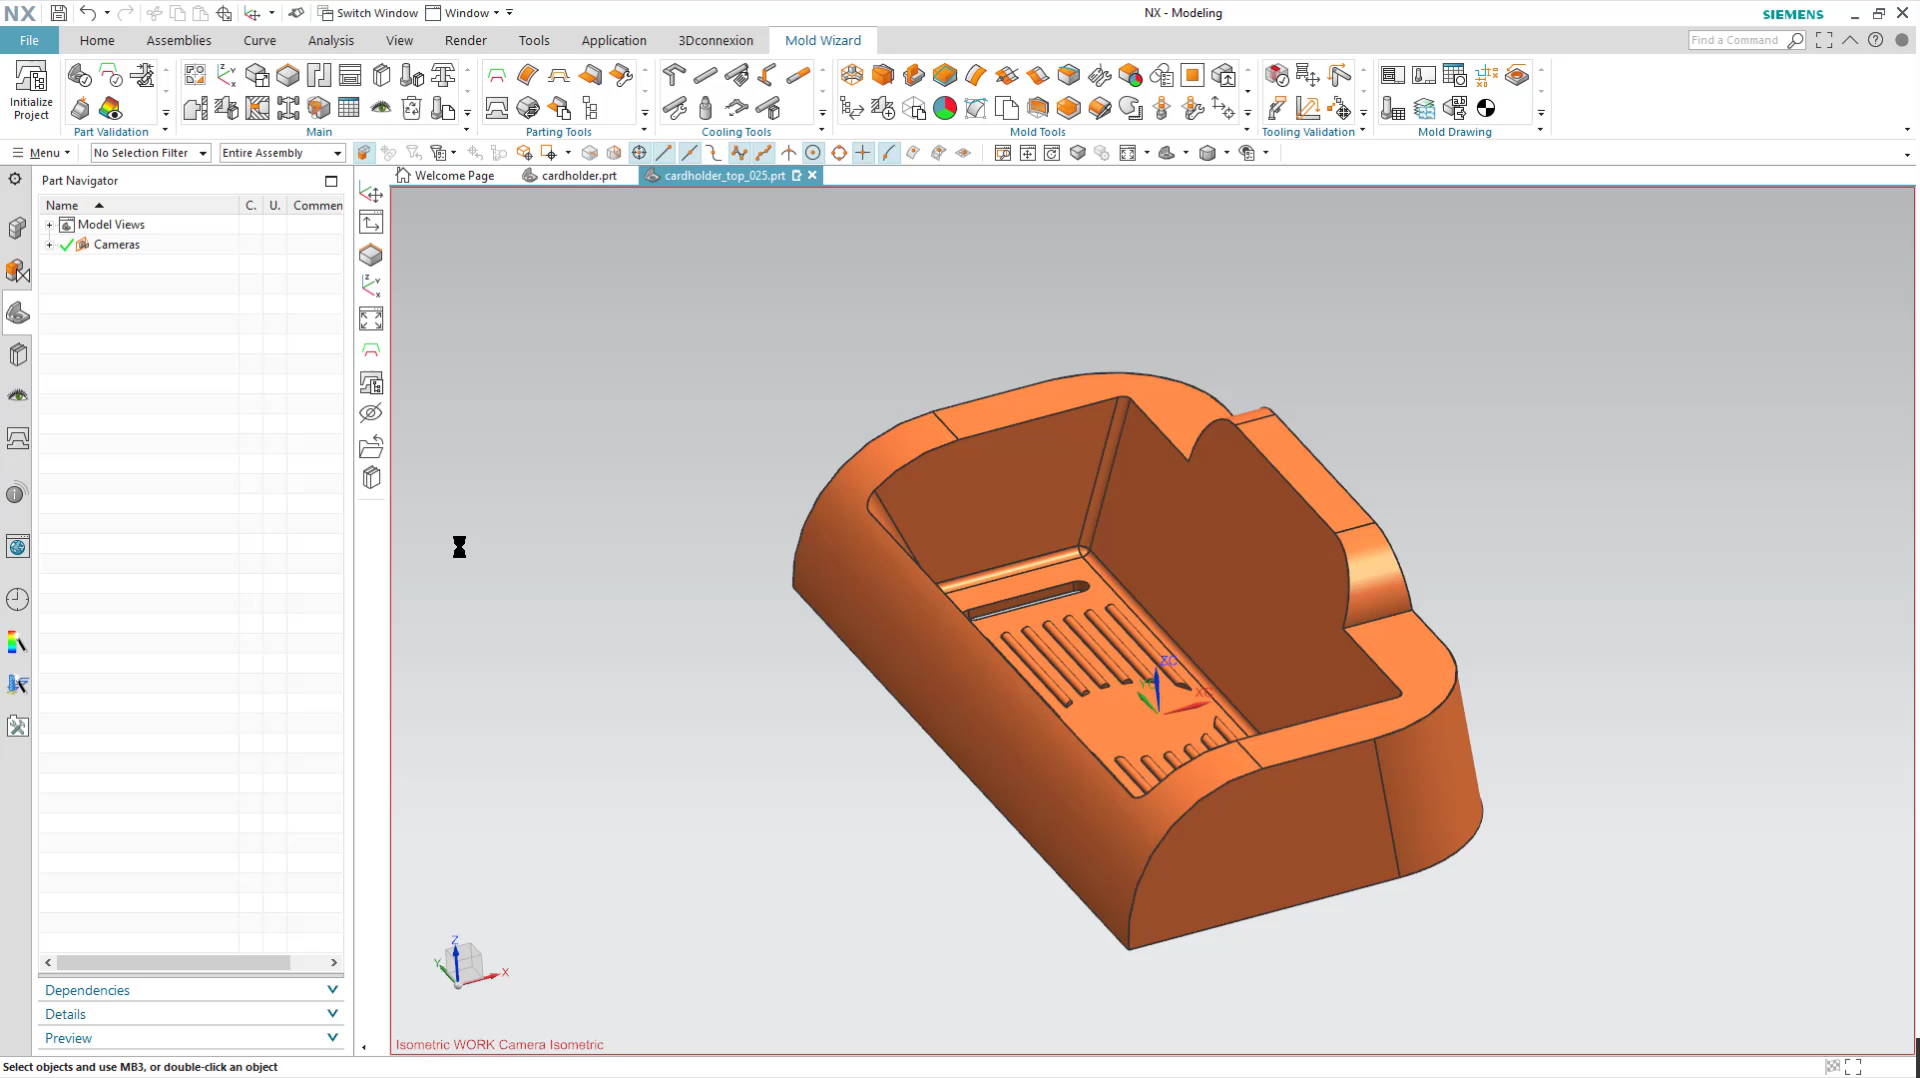 NX
Switch Window
Window
NX - Modeling
SIEMENS
File
Home
Assemblies
Curve
Analysis
View
Render
Tools
Application
3Dconnexion
Mold Wizard
Find a Command
Initialize
Project
Part Validation
Main
Parting Tools
Cooling Tools
Mold Tools
Tooling Validation
Mold Drawing
Menu
No Selection Filter
Entire Assembly
Part Navigator
Welcome Page
cardholder.prt
cardholder_top_025.prt
Name
C.
U.
Commen
Model Views
Cameras
ZC
YC
XC
Z
Y
X
Dependencies
Details
Preview
Isometric WORK Camera Isometric
Select objects and use MB3, or double-click an object